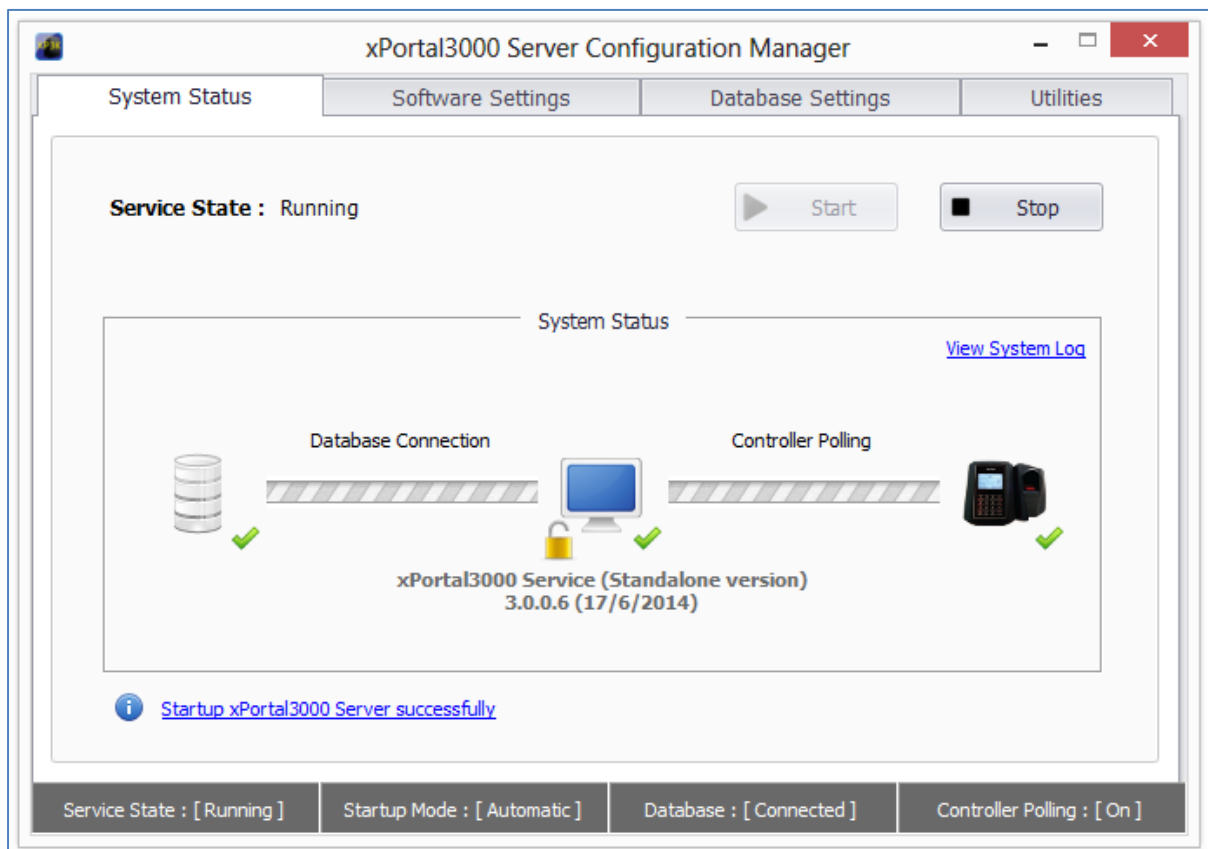 xPortal3000 Server Configuration Manager
System Status Software Settings Database Settings Utilities
Service State : Running Start Stop
System Status
View System Log
Database Connection Controller Polling
xPortal3000 Service (Standalone version)
3.0.0.6 (17/6/2014)
Startup xPortal3000 Server successfully
Service State : [ Running ] Startup Mode : [ Automatic ] Database : [ Connected ] Controller Polling : [ On ]